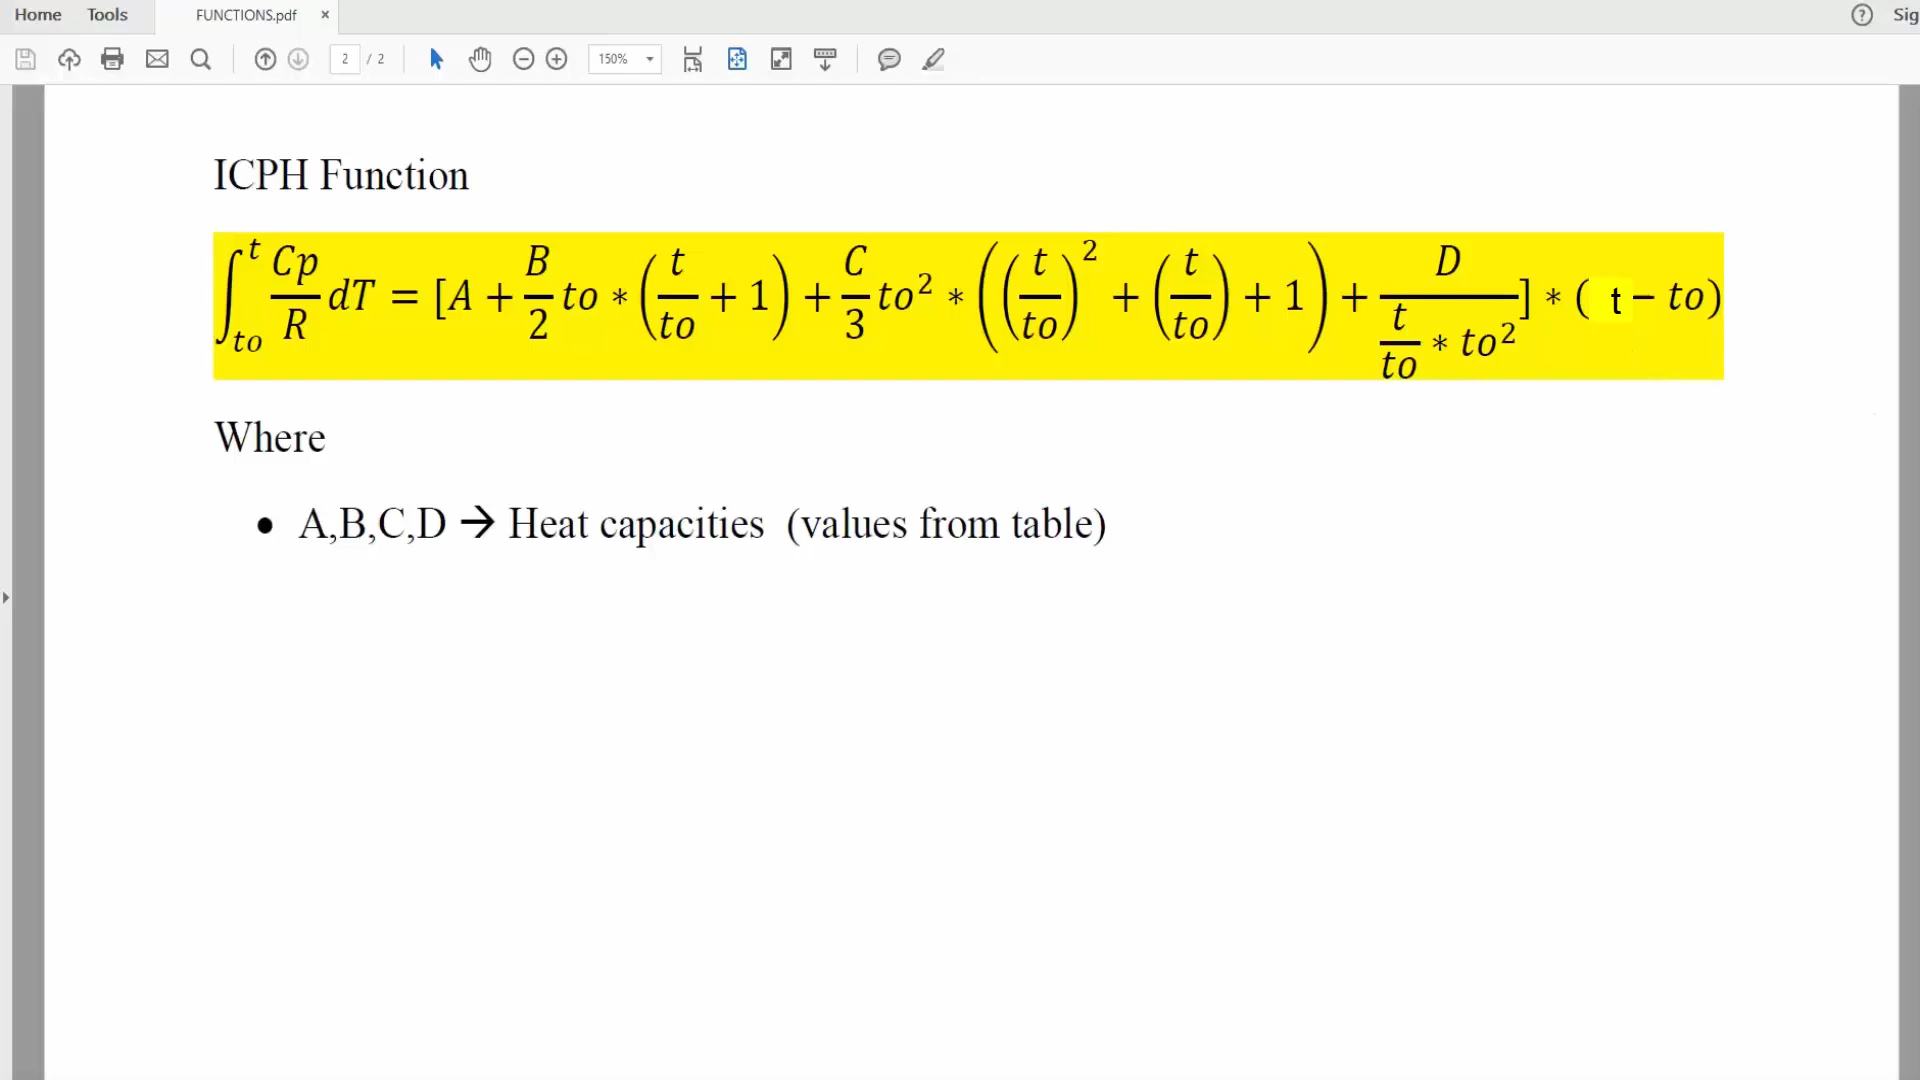 Home Tools FUNCTIONS.pdf × ? Sig
2 / 2 150%
ICPH Function
∫_{to}^{t} Cp/R dT = [A + B/2 to * (t/to + 1) + C/3 to² * ((t/to)² + (t/to) + 1) + D/(t/to * to²)] * (t − to)
Where
• A,B,C,D → Heat capacities (values from table)